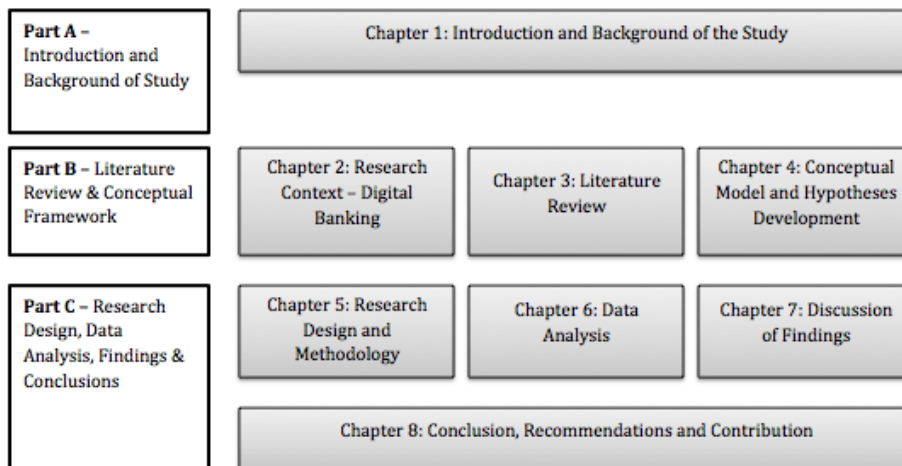 Part A –
Introduction and
Background of Study
Chapter 1: Introduction and Background of the Study
Part B – Literature
Review & Conceptual
Framework
Chapter 2: Research
Context – Digital
Banking
Chapter 3: Literature
Review
Chapter 4: Conceptual
Model and Hypotheses
Development
Part C – Research
Design, Data
Analysis, Findings &
Conclusions
Chapter 5: Research
Design and
Methodology
Chapter 6: Data
Analysis
Chapter 7: Discussion
of Findings
Chapter 8: Conclusion, Recommendations and Contribution